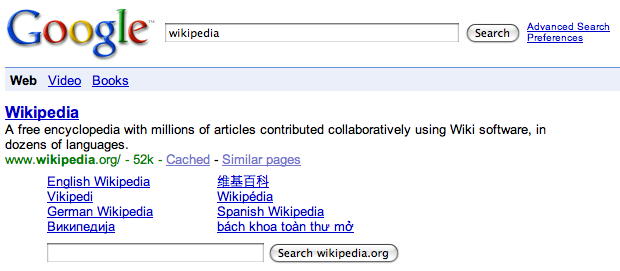 Google™ wikipedia Search Advanced Search
Preferences
Web Video Books
Wikipedia
A free encyclopedia with millions of articles contributed collaboratively using Wiki software, in
dozens of languages.
www.wikipedia.org/ - 52k - Cached - Similar pages
English Wikipedia 维基百科
Vikipedi Wikipédia
German Wikipedia Spanish Wikipedia
Википедија bách khoa toàn thư mở
Search wikipedia.org